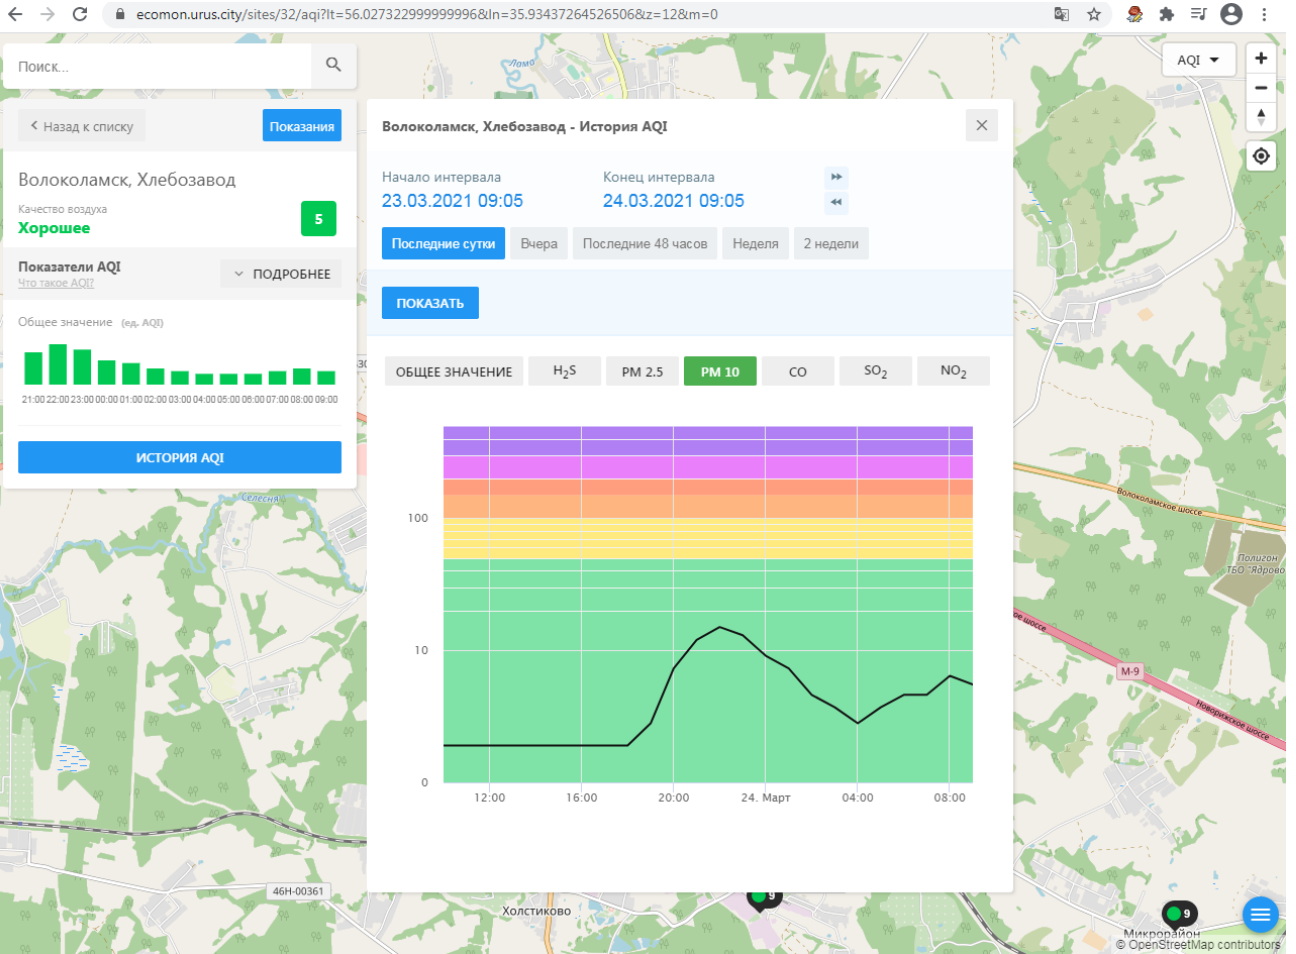 ecomon.urus.city/sites/32/aqi?lt=56.027322999999996&ln=35.93437264526506&z=12&m=0
Поиск...
Лама
AQI
Назад к списку
Показания
Волоколамск, Хлебозавод - История AQI
Волоколамск, Хлебозавод
Качество воздуха
Хорошее
5
Начало интервала
Конец интервала
23.03.2021 09:05
24.03.2021 09:05
Последние сутки
Вчера
Последние 48 часов
Неделя
2 недели
Показатели AQI
Что такое AQI?
ПОДРОБНЕЕ
ПОКАЗАТЬ
Общее значение (ед. AQI)
21:00 22:00 23:00 00:00 01:00 02:00 03:00 04:00 05:00 06:00 07:00 08:00 09:00
ИСТОРИЯ AQI
ОБЩЕЕ ЗНАЧЕНИЕ
H2S
PM 2.5
PM 10
CO
SO2
NO2
100
10
0
12:00
16:00
20:00
24. Март
04:00
08:00
Селесня
Волоколамское шоссе
Полигон
ТБО "Ядрово
ое шоссе
М-9
Новорижское шоссе
46Н-00361
Холстиково
9
9
Микрорайон
© OpenStreetMap contributors